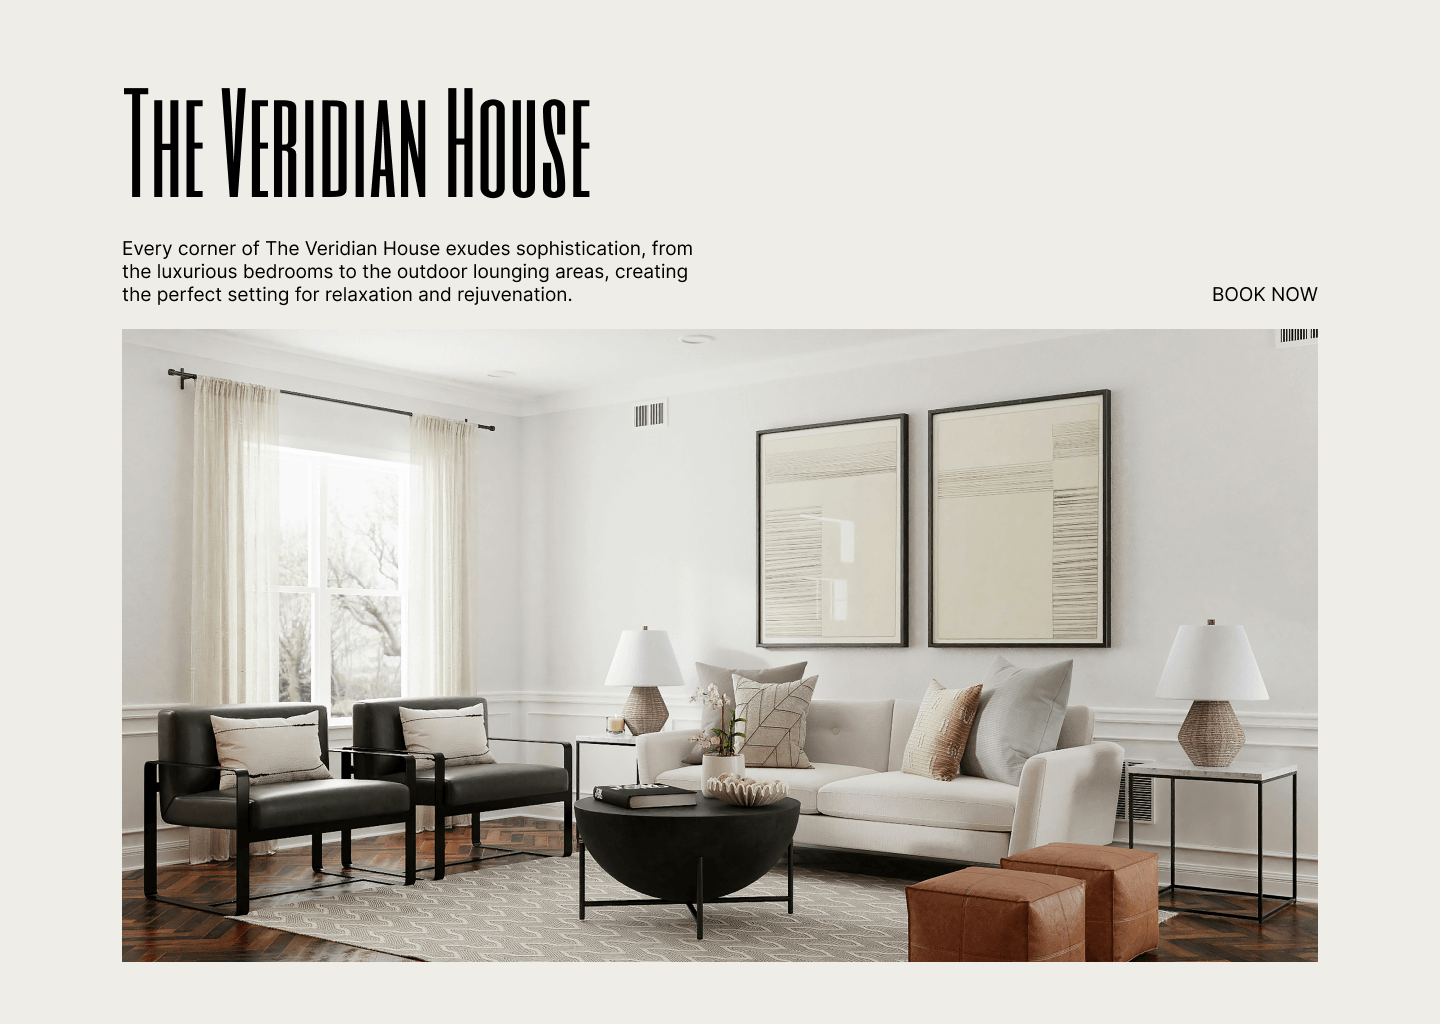 The Veridian House
Every corner of The Veridian House exudes sophistication, from
the luxurious bedrooms to the outdoor lounging areas, creating
the perfect setting for relaxation and rejuvenation.
BOOK NOW